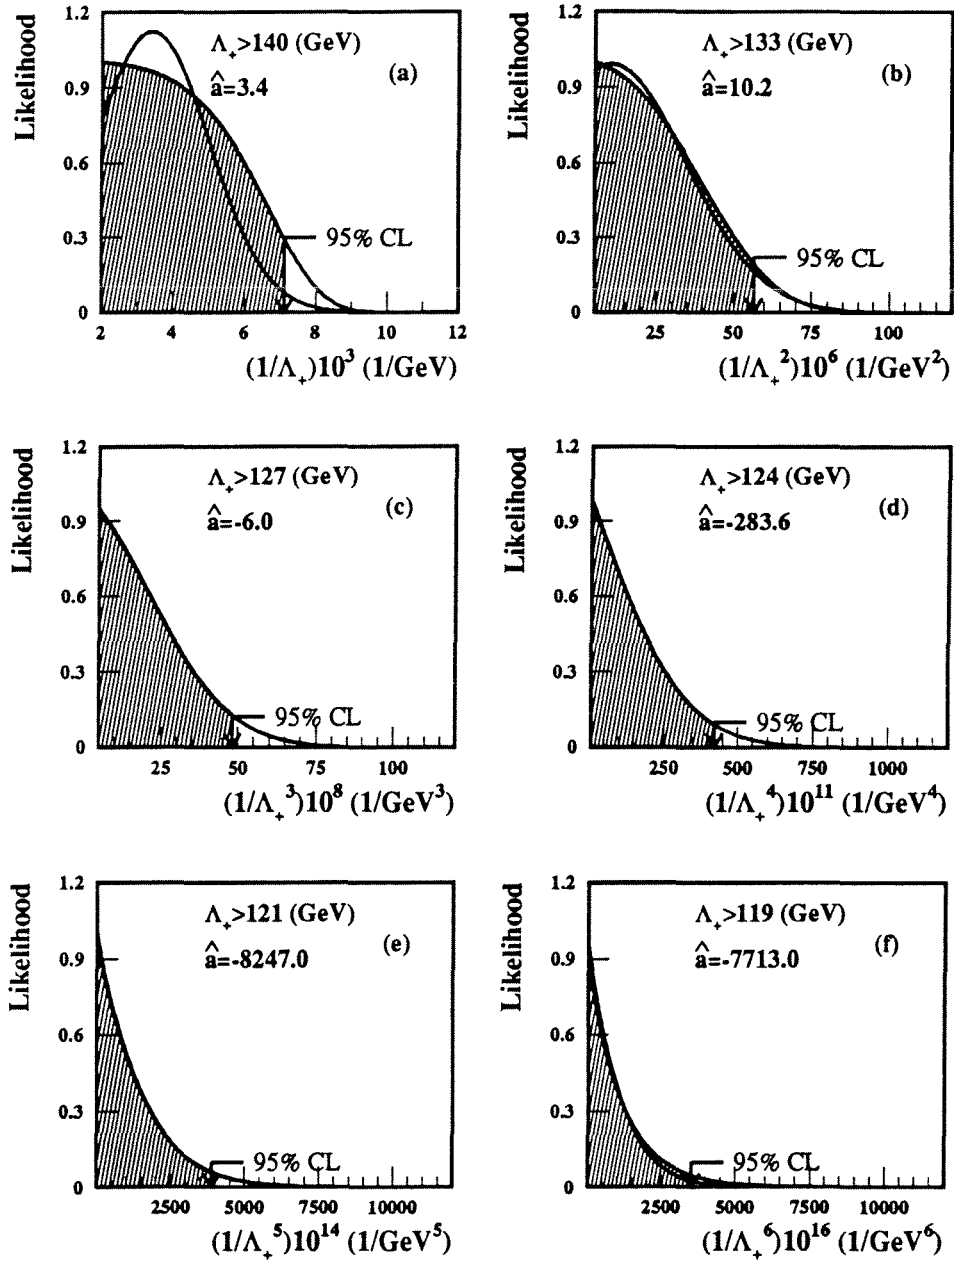 1.2
Λ₊>140 (GeV)
(a)
â=3.4
0.9
0.6
0.3
0
Likelihood
95% CL
2 4 6 8 10 12
(1/Λ₊)10³ (1/GeV)
1.2
Λ₊>133 (GeV)
(b)
â=10.2
0.9
0.6
0.3
0
Likelihood
95% CL
25 50 75 100
(1/Λ₊²)10⁶ (1/GeV²)
1.2
Λ₊>127 (GeV)
(c)
â=-6.0
0.9
0.6
0.3
0
Likelihood
95% CL
25 50 75 100
(1/Λ₊³)10⁸ (1/GeV³)
1.2
Λ₊>124 (GeV)
(d)
â=-283.6
0.9
0.6
0.3
0
Likelihood
95% CL
250 500 750 1000
(1/Λ₊⁴)10¹¹ (1/GeV⁴)
1.2
Λ₊>121 (GeV)
(e)
â=-8247.0
0.9
0.6
0.3
0
Likelihood
95% CL
2500 5000 7500 10000
(1/Λ₊⁵)10¹⁴ (1/GeV⁵)
1.2
Λ₊>119 (GeV)
(f)
â=-7713.0
0.9
0.6
0.3
0
Likelihood
95% CL
2500 5000 7500 10000
(1/Λ₊⁶)10¹⁶ (1/GeV⁶)